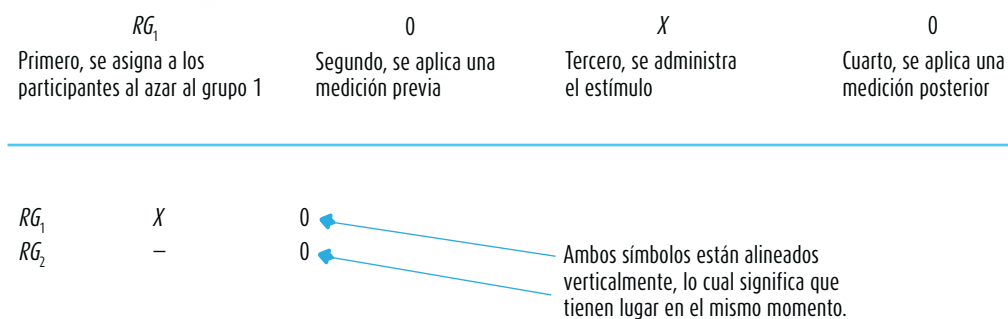 RG₁ 0 X 0
Primero, se asigna a los Segundo, se aplica una Tercero, se administra Cuarto, se aplica una
participantes al azar al grupo 1 medición previa el estímulo medición posterior
RG₁ X 0
RG₂ – 0
Ambos símbolos están alineados
verticalmente, lo cual significa que
tienen lugar en el mismo momento.